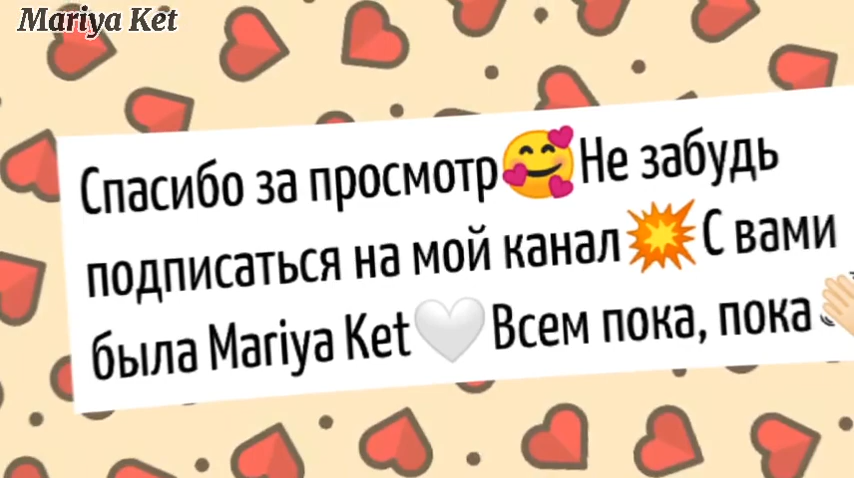 Mariya Ket
Спасибо за просмотр🥰Не забудь
подписаться на мой канал💥С вами
была Mariya Ket🤍Всем пока, пока👋🏻